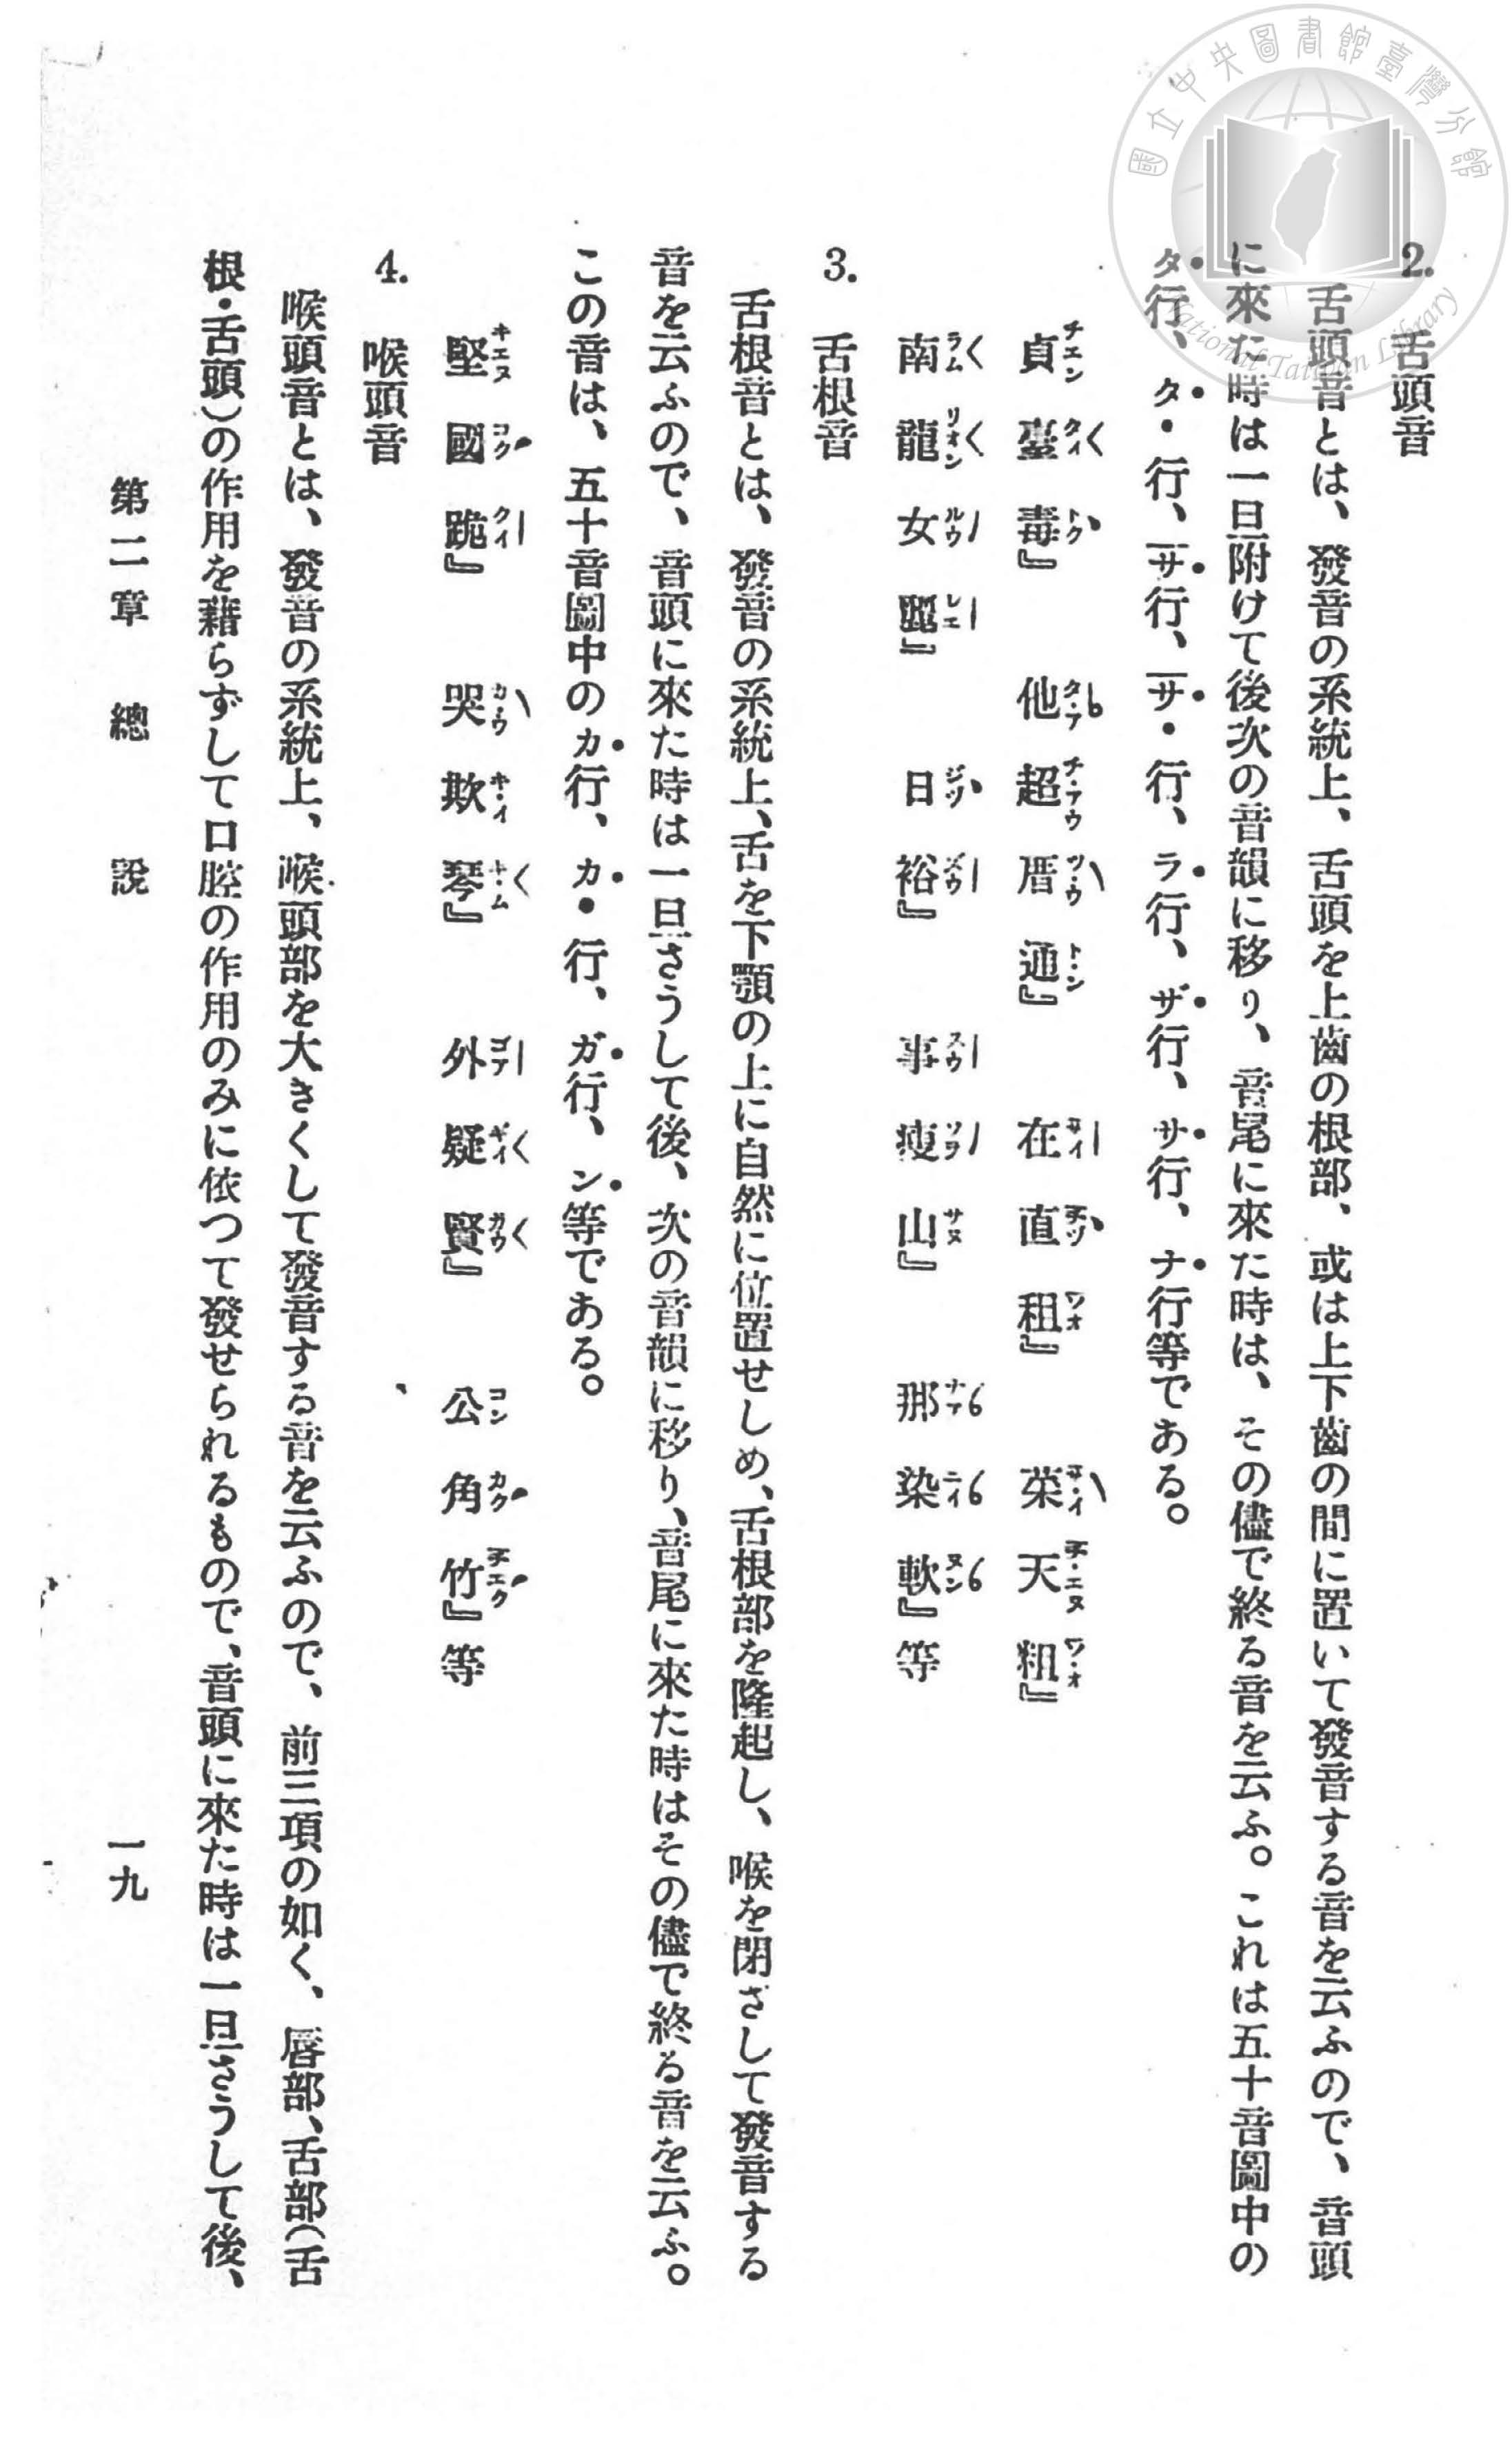 2. 舌頭音
舌頭音とは、發音の系統上、舌頭を上齒の根部、或は上下齒の間に置いて發音する音を云ふので、音頭
に來た時は一旦附けて後次の音韻に移り、音尾に來た時は、その儘で終る音を云ふ。これは五十音圖中の
タ行、タ・行、サ行、サ・行、ラ行、ザ行、サ行、ナ行等である。
貞 臺 毒』 他 超 厝 通』 在 直 租』 菜 天 粗』
南 龍 女 麗』 日 裕』 事 瘦 山』 那 染 軟』等
3. 舌根音
舌根音とは、發音の系統上、舌を下顎の上に自然に位置せしめ、舌根部を隆起し、喉を閉ざして發音する
音を云ふので、音頭に來た時は一旦さうして後、次の音韻に移り、音尾に來た時はその儘で終る音を云ふ。
この音は、五十音圖中のカ行、カ・行、ガ行、ン等である。
堅 國 跪』 哭 欺 琴』 外 疑 賢』 公 角 竹』等
4. 喉頭音
喉頭音とは、發音の系統上、喉頭部を大きくして發音する音を云ふので、前三項の如く、唇部、舌部(舌
根・舌頭)の作用を藉らずして口腔の作用のみに依つて發せられるもので、音頭に來た時は一旦さうして後、
第二章 總說
一九
國立中央圖書館臺灣分館
National Taiwan Library